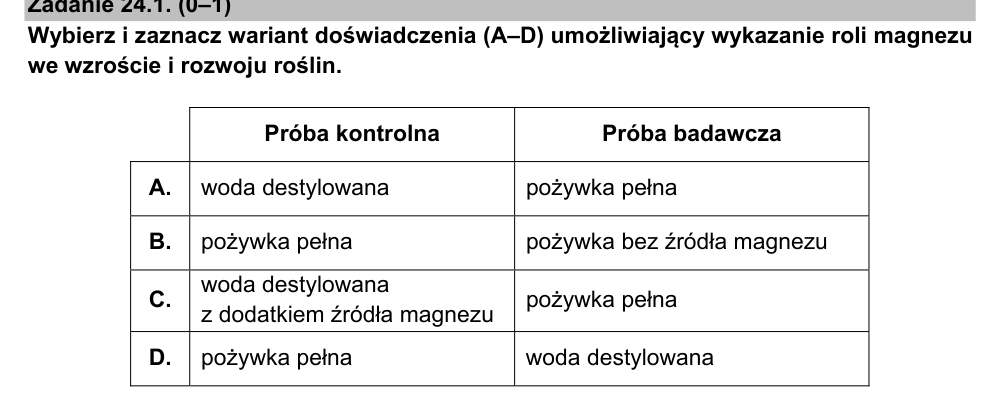 Zadanie 24.1. (0–1)
Wybierz i zaznacz wariant doświadczenia (A–D) umożliwiający wykazanie roli magnezu
we wzroście i rozwoju roślin.
Próba kontrolna Próba badawcza
A. woda destylowana pożywka pełna
B. pożywka pełna pożywka bez źródła magnezu
C. woda destylowana
z dodatkiem źródła magnezu pożywka pełna
D. pożywka pełna woda destylowana